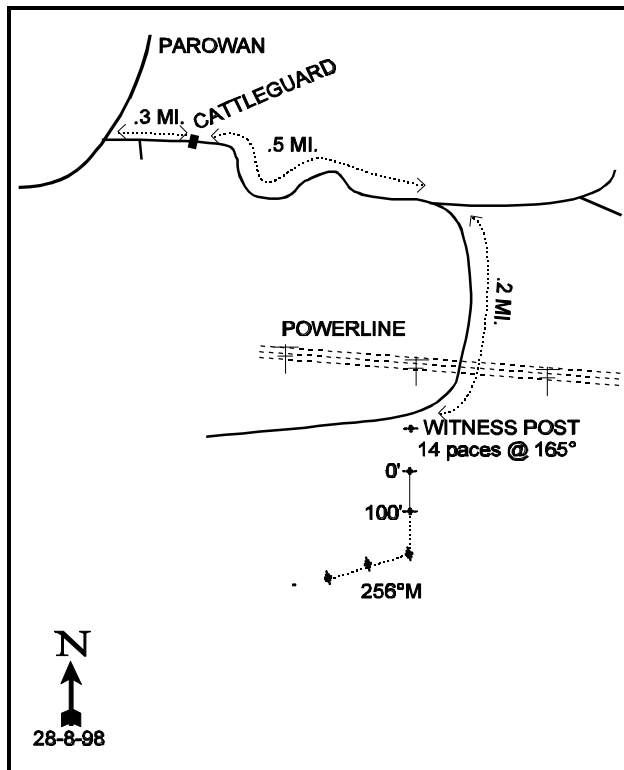 PAROWAN
CATTLEGUARD
.3 MI.
.5 MI.
.2 MI.
POWERLINE
WITNESS POST
14 paces @ 165°
0'
100'
256°M
N
28-8-98